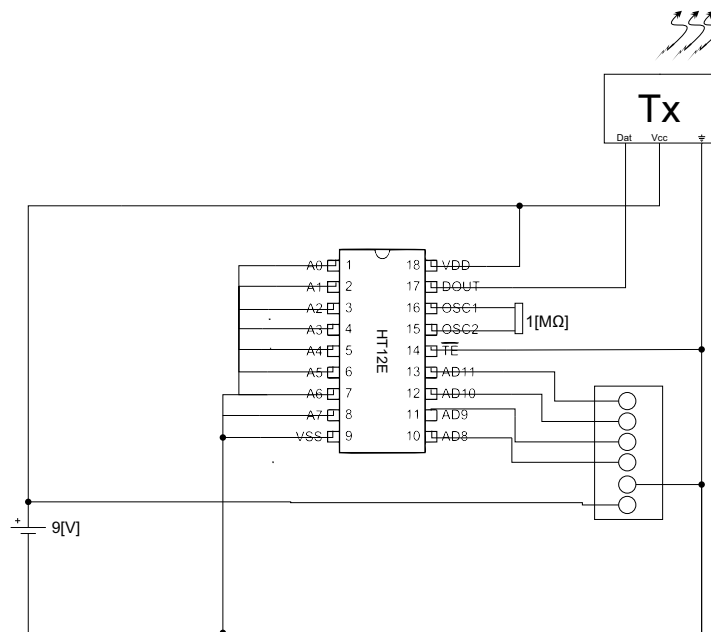 Tx
Dat Vcc
A0 1 18 VDD
A1 2 17 DOUT
A2 3 16 OSC1
A3 4 15 OSC2
1[MΩ]
A4 5 14 TE
A5 6 13 AD11
A6 7 12 AD10
A7 8 11 AD9
VSS 9 10 AD8
HT12E
+
9[V]